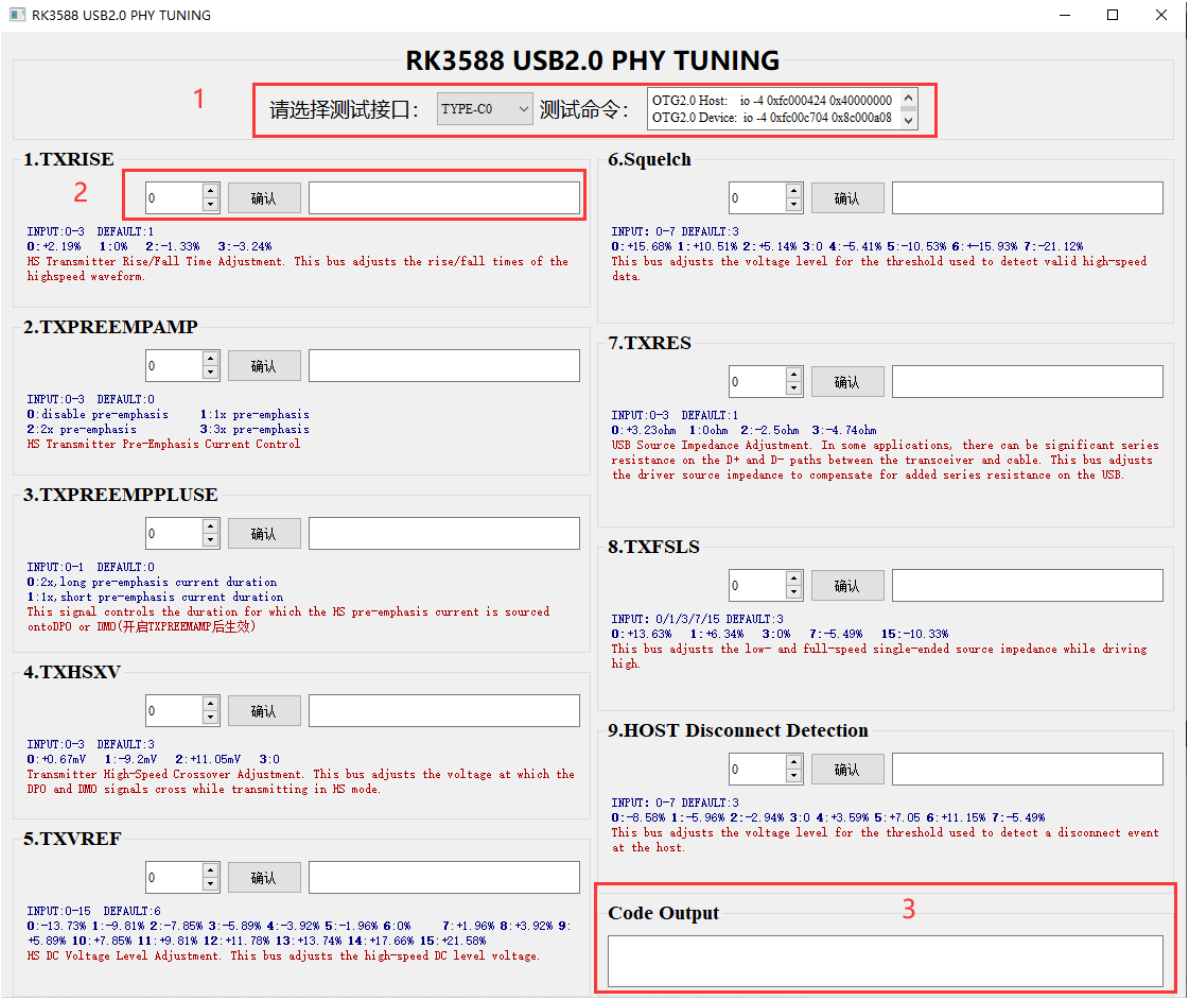 RK3588 USB2.0 PHY TUNING
RK3588 USB2.0 PHY TUNING
1
请选择测试接口： TYPE-C0 测试命令： OTG2.0 Host: io -4 0xfc000424 0x40000000
OTG2.0 Device: io -4 0xfc00c704 0x8c000a08
1.TXRISE
2
0 确认
INPUT:0-3 DEFAULT:1
0:+2.19% 1:0% 2:-1.33% 3:-3.24%
HS Transmitter Rise/Fall Time Adjustment. This bus adjusts the rise/fall times of the
highspeed waveform.
2.TXPREEMPAMP
0 确认
INPUT:0-3 DEFAULT:0
0:disable pre-emphasis 1:1x pre-emphasis
2:2x pre-emphasis 3:3x pre-emphasis
HS Transmitter Pre-Emphasis Current Control
3.TXPREEMPPLUSE
0 确认
INPUT:0-1 DEFAULT:0
0:2x,long pre-emphasis current duration
1:1x,short pre-emphasis current duration
This signal controls the duration for which the HS pre-emphasis current is sourced
ontoDPO or DMO(开启TXPREEMAMP后生效)
4.TXHSXV
0 确认
INPUT:0-3 DEFAULT:3
0:+0.67mV 1:-9.2mV 2:+11.05mV 3:0
Transmitter High-Speed Crossover Adjustment. This bus adjusts the voltage at which the
DPO and DMO signals cross while transmitting in HS mode.
5.TXVREF
0 确认
INPUT:0-15 DEFAULT:6
0:-13.73% 1:-9.81% 2:-7.85% 3:-5.89% 4:-3.92% 5:-1.96% 6:0% 7:+1.96% 8:+3.92% 9:
+5.89% 10:+7.85% 11:+9.81% 12:+11.78% 13:+13.74% 14:+17.66% 15:+21.58%
HS DC Voltage Level Adjustment. This bus adjusts the high-speed DC level voltage.
6.Squelch
0 确认
INPUT: 0-7 DEFAULT:3
0:+15.68% 1:+10.51% 2:+5.14% 3:0 4:-5.41% 5:-10.53% 6:+-15.93% 7:-21.12%
This bus adjusts the voltage level for the threshold used to detect valid high-speed
data.
7.TXRES
0 确认
INPUT:0-3 DEFAULT:1
0:+3.23ohm 1:0ohm 2:-2.5ohm 3:-4.74ohm
USB Source Impedance Adjustment. In some applications, there can be significant series
resistance on the D+ and D- paths between the transceiver and cable. This bus adjusts
the driver source impedance to compensate for added series resistance on the USB.
8.TXFSLS
0 确认
INPUT: 0/1/3/7/15 DEFAULT:3
0:+13.63% 1:+6.34% 3:0% 7:-5.49% 15:-10.33%
This bus adjusts the low- and full-speed single-ended source impedance while driving
high.
9.HOST Disconnect Detection
0 确认
INPUT: 0-7 DEFAULT:3
0:-8.58% 1:-5.96% 2:-2.94% 3:0 4:+3.59% 5:+7.05 6:+11.15% 7:-5.49%
This bus adjusts the voltage level for the threshold used to detect a disconnect event
at the host.
Code Output
3